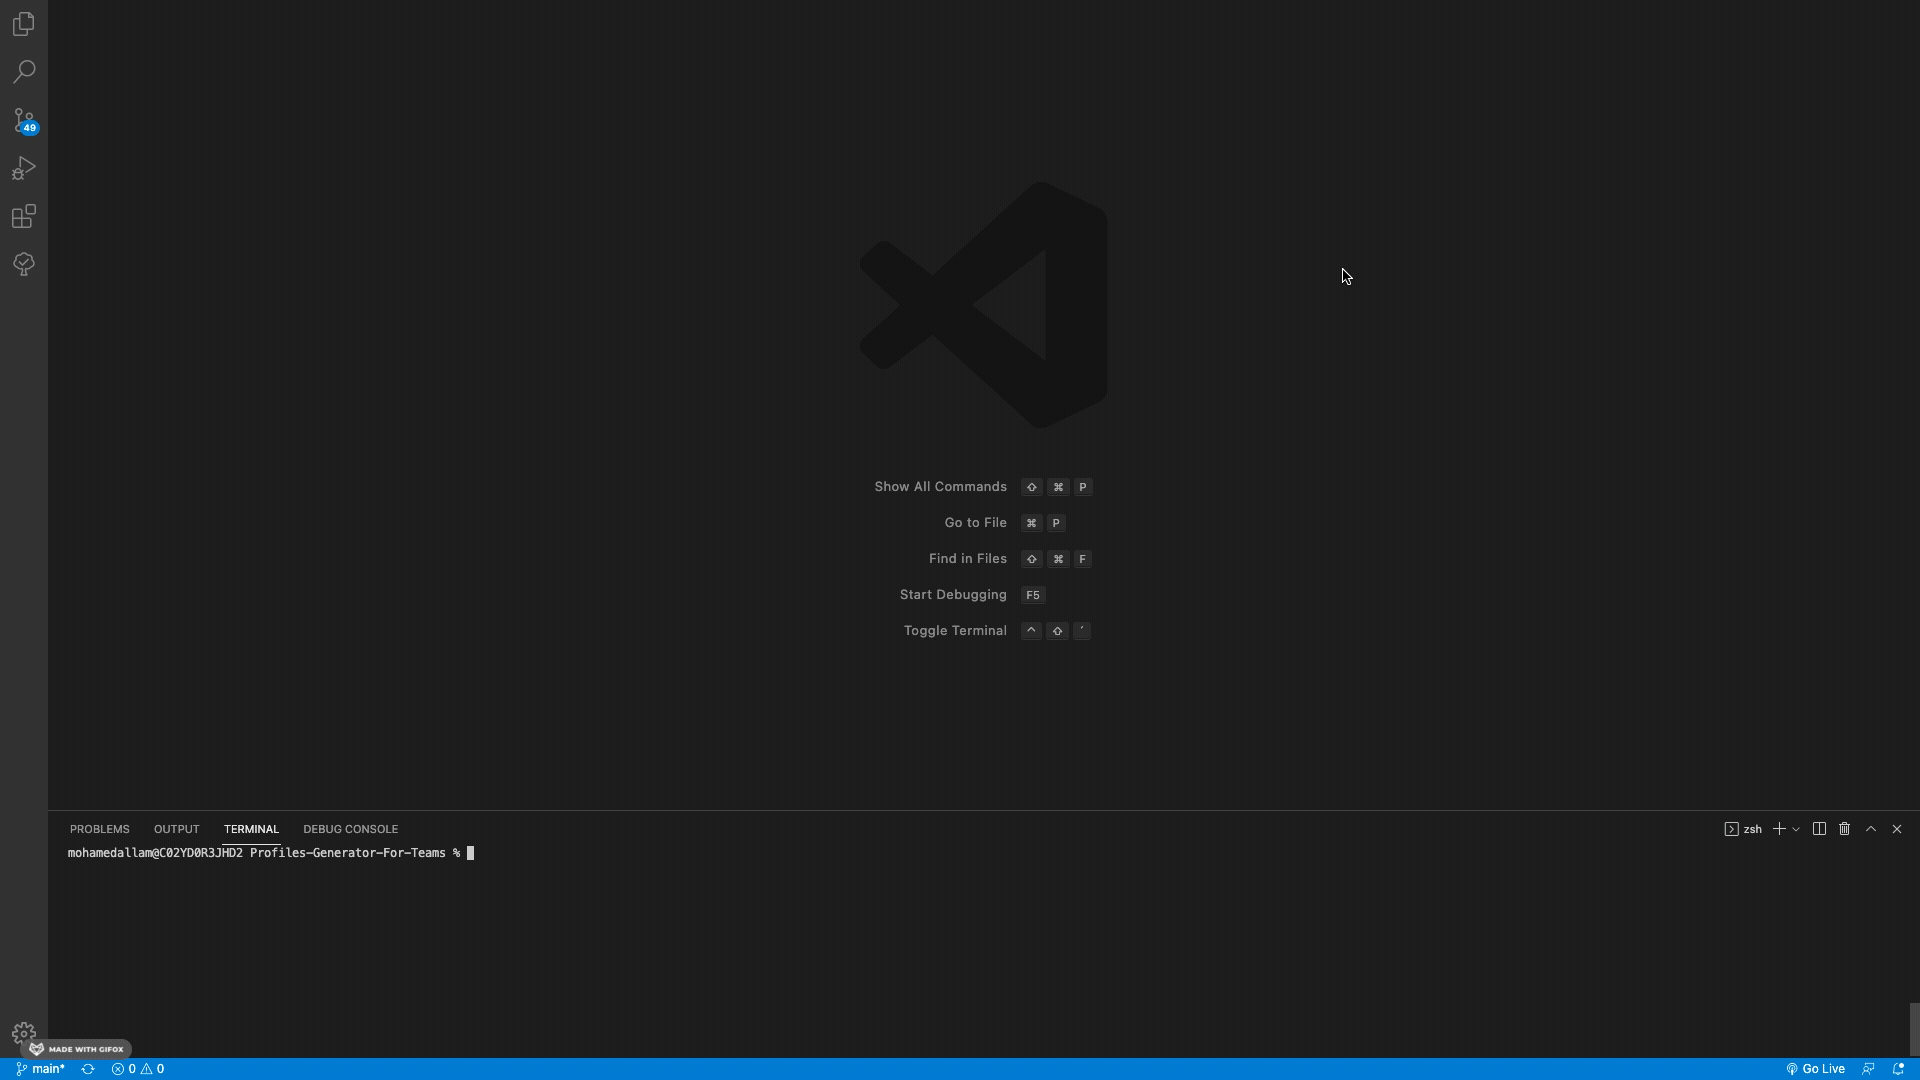 49
Show All Commands ⇧ ⌘ P
Go to File ⌘ P
Find in Files ⇧ ⌘ F
Start Debugging F5
Toggle Terminal ^ ⇧ ´
PROBLEMS OUTPUT TERMINAL DEBUG CONSOLE zsh
mohamedallam@C02YD0R3JHD2 Profiles-Generator-For-Teams %
MADE WITH GIFOX
main* 0 0 Go Live